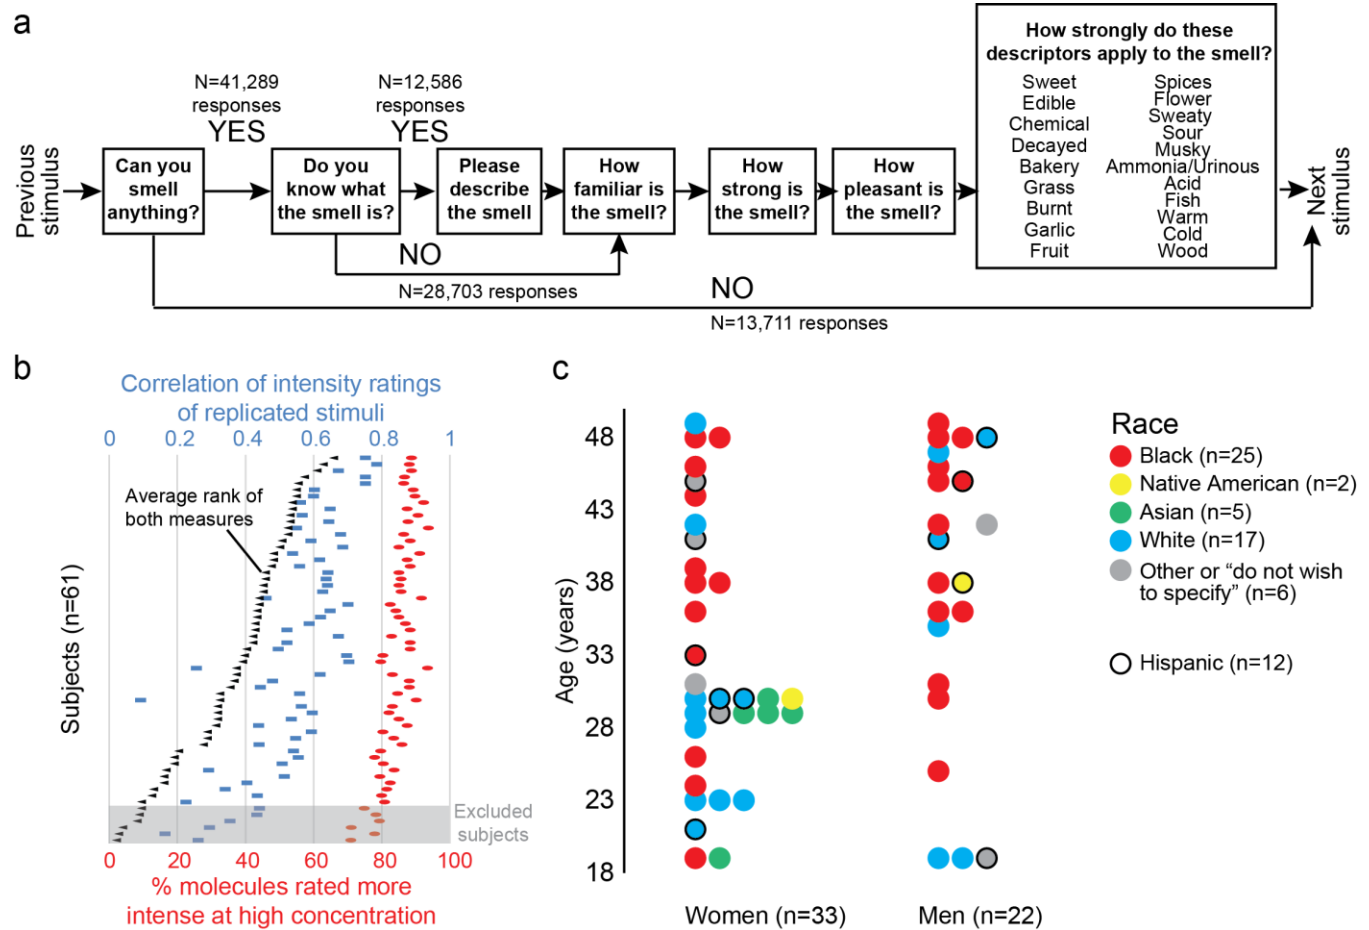 a
N=41,289
responses
YES
N=12,586
responses
YES
Previous
stimulus
Can you
smell
anything?
Do you
know what
the smell is?
Please
describe
the smell
How
familiar is
the smell?
How
strong is
the smell?
How
pleasant is
the smell?
How strongly do these
descriptors apply to the smell?
Sweet
Edible
Chemical
Decayed
Bakery
Grass
Burnt
Garlic
Fruit
Spices
Flower
Sweaty
Sour
Musky
Ammonia/Urinous
Acid
Fish
Warm
Cold
Wood
Next
stimulus
NO
N=28,703 responses
NO
N=13,711 responses
b
Correlation of intensity ratings
of replicated stimuli
0 0.2 0.4 0.6 0.8 1
Average rank of
both measures
Subjects (n=61)
Excluded
subjects
0 20 40 60 80 100
% molecules rated more
intense at high concentration
c
Age (years)
48
43
38
33
28
23
18
Women (n=33)
Men (n=22)
Race
Black (n=25)
Native American (n=2)
Asian (n=5)
White (n=17)
Other or “do not wish
to specify” (n=6)
Hispanic (n=12)